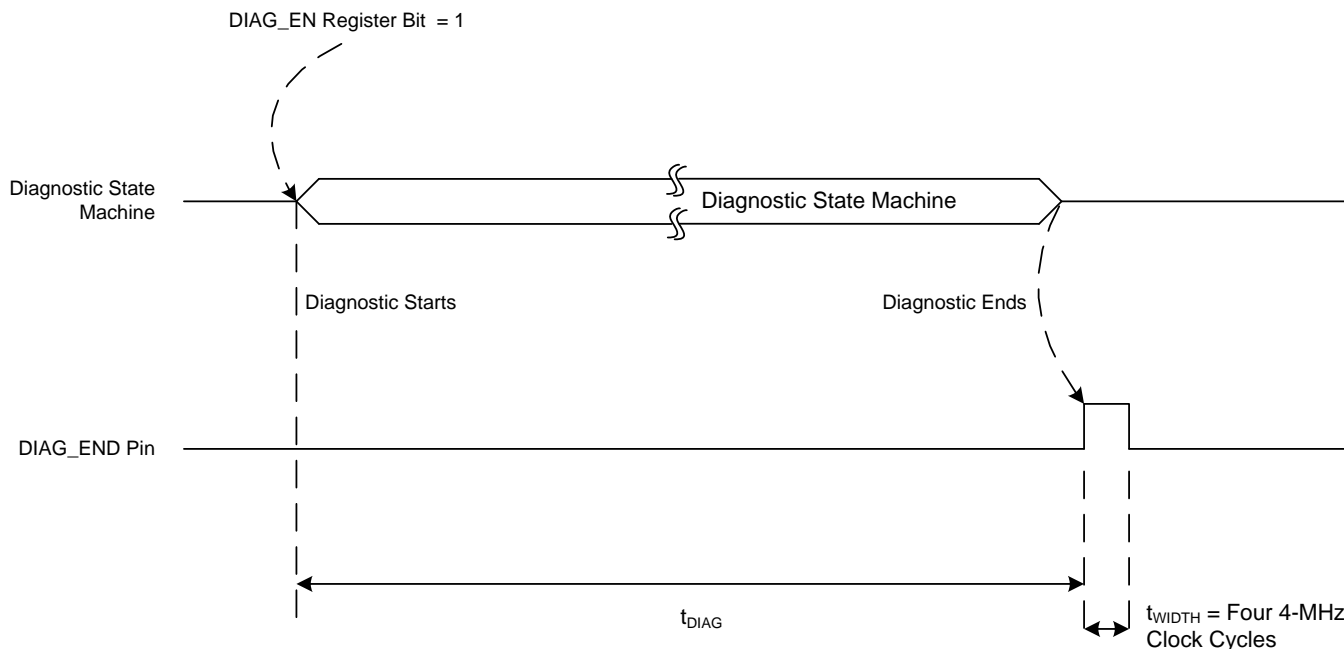 DIAG_EN Register Bit = 1
Diagnostic State
Machine
Diagnostic State Machine
Diagnostic Starts
Diagnostic Ends
DIAG_END Pin
tDIAG
tWIDTH = Four 4-MHz
Clock Cycles